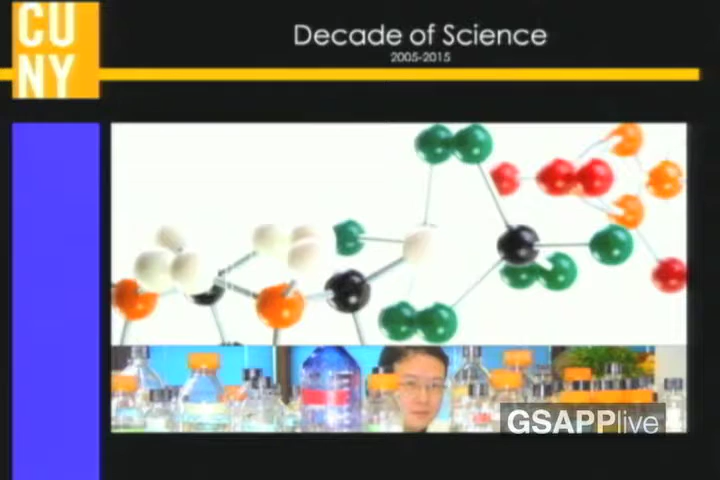 CU
NY
Decade of Science
2005-2015
GSAPPlive